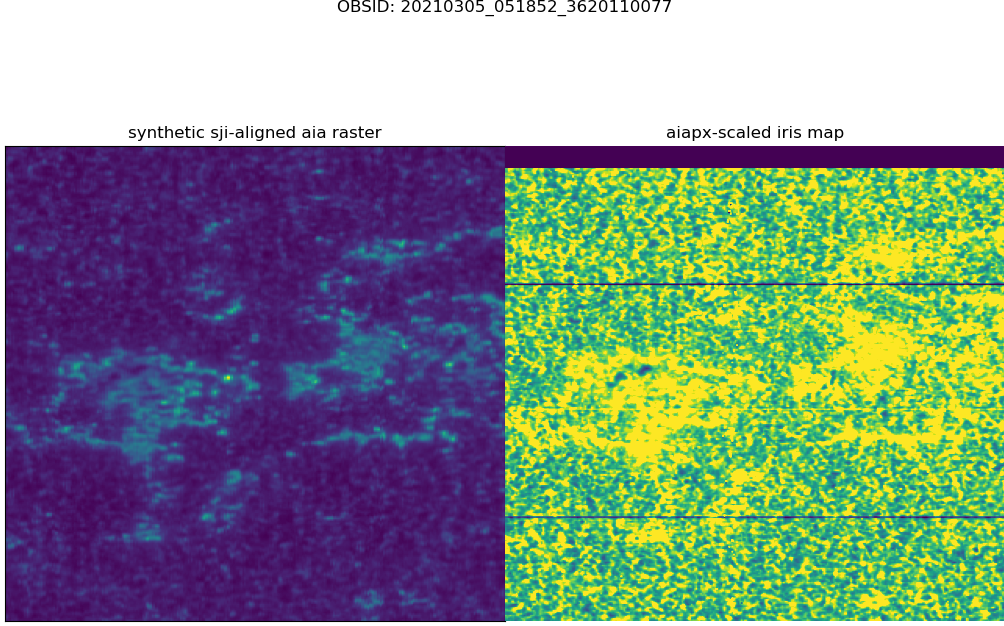 OBSID: 20210305_051852_3620110077
synthetic sji-aligned aia raster
aiapx-scaled iris map